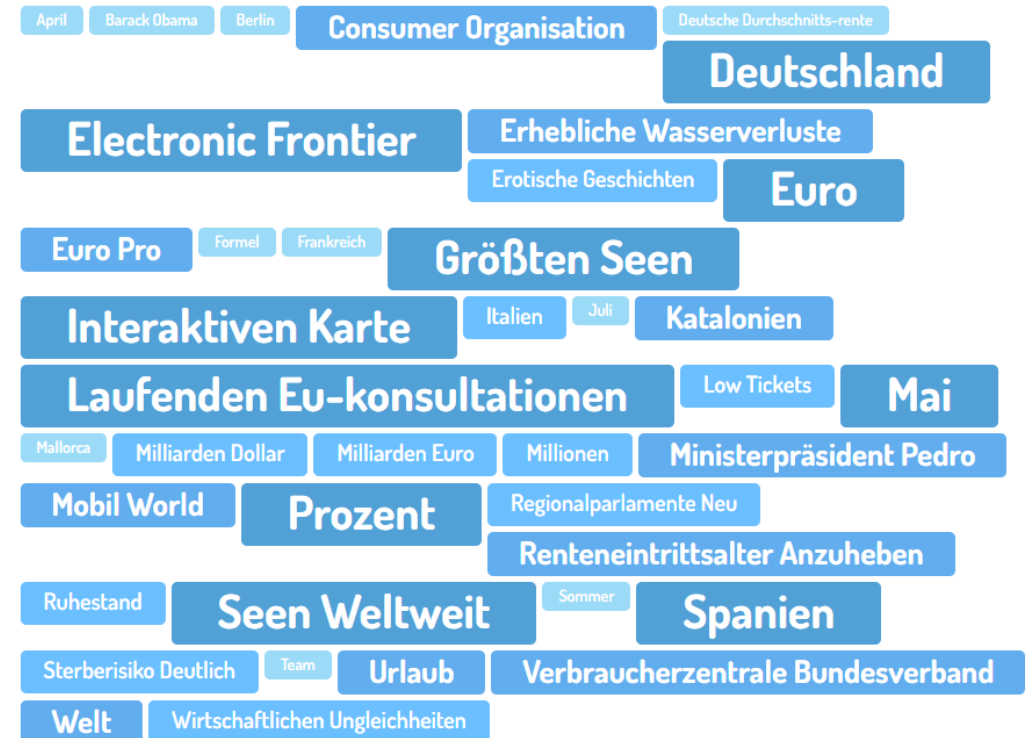 April Barack Obama Berlin Consumer Organisation Deutsche Durchschnitts-rente
Deutschland
Electronic Frontier Erhebliche Wasserverluste
Erotische Geschichten Euro
Euro Pro Formel Frankreich Größten Seen
Interaktiven Karte Italien Juli Katalonien
Laufenden Eu-konsultationen Low Tickets Mai
Mallorca Milliarden Dollar Milliarden Euro Millionen Ministerpräsident Pedro
Mobil World Prozent Regionalparlamente Neu
Renteneintrittsalter Anzuheben
Ruhestand Seen Weltweit Sommer Spanien
Sterberisiko Deutlich Team Urlaub Verbraucherzentrale Bundesverband
Welt Wirtschaftlichen Ungleichheiten